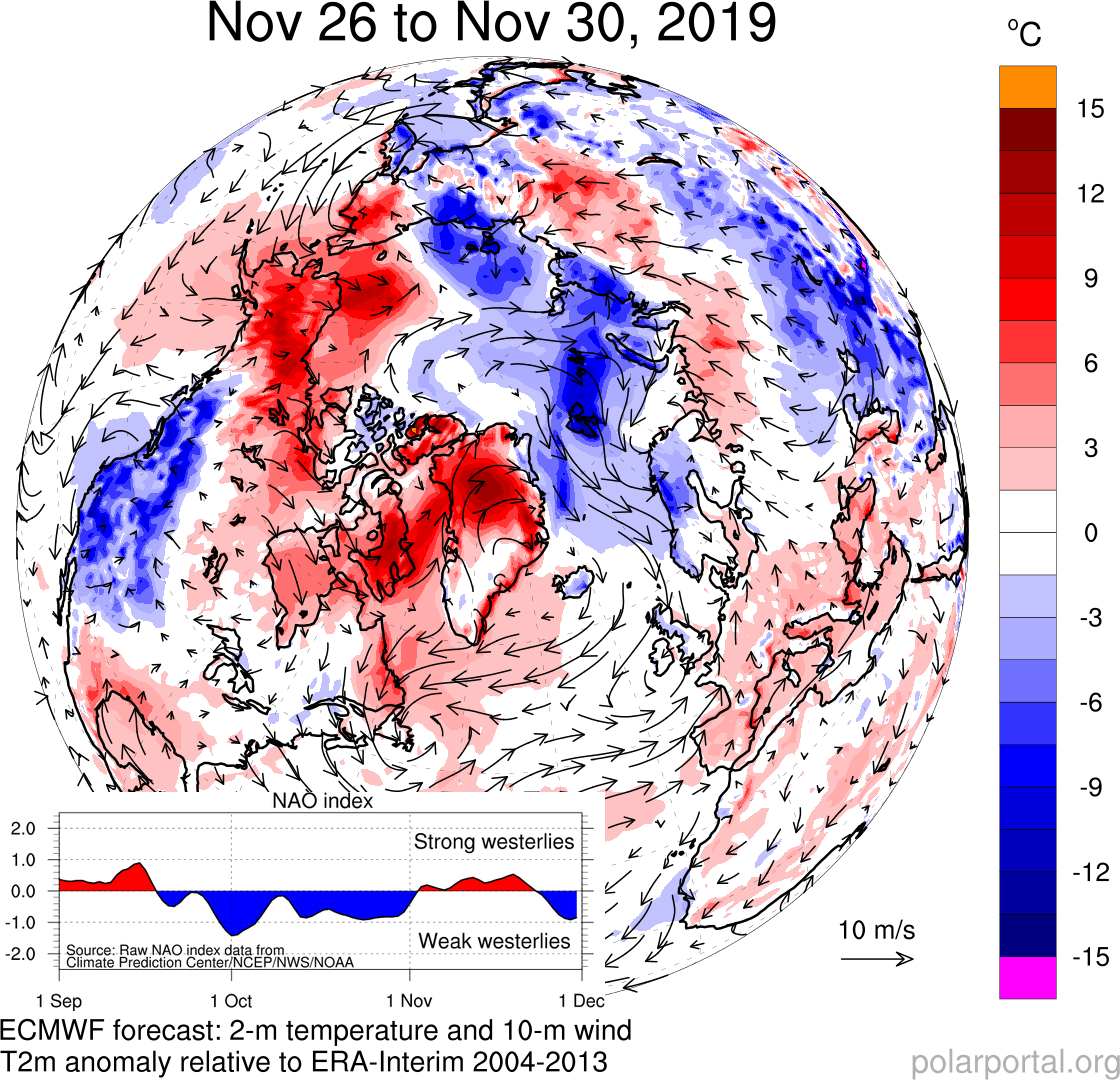 Nov 26 to Nov 30, 2019
°C
15
12
9
6
3
0
-3
-6
-9
-12
-15
10 m/s
NAO index
2.0
1.0
0.0
-1.0
-2.0
Strong westerlies
Weak westerlies
Source: Raw NAO index data from
Climate Prediction Center/NCEP/NWS/NOAA
1 Sep 1 Oct 1 Nov 1 Dec
ECMWF forecast: 2-m temperature and 10-m wind
T2m anomaly relative to ERA-Interim 2004-2013
polarportal.org